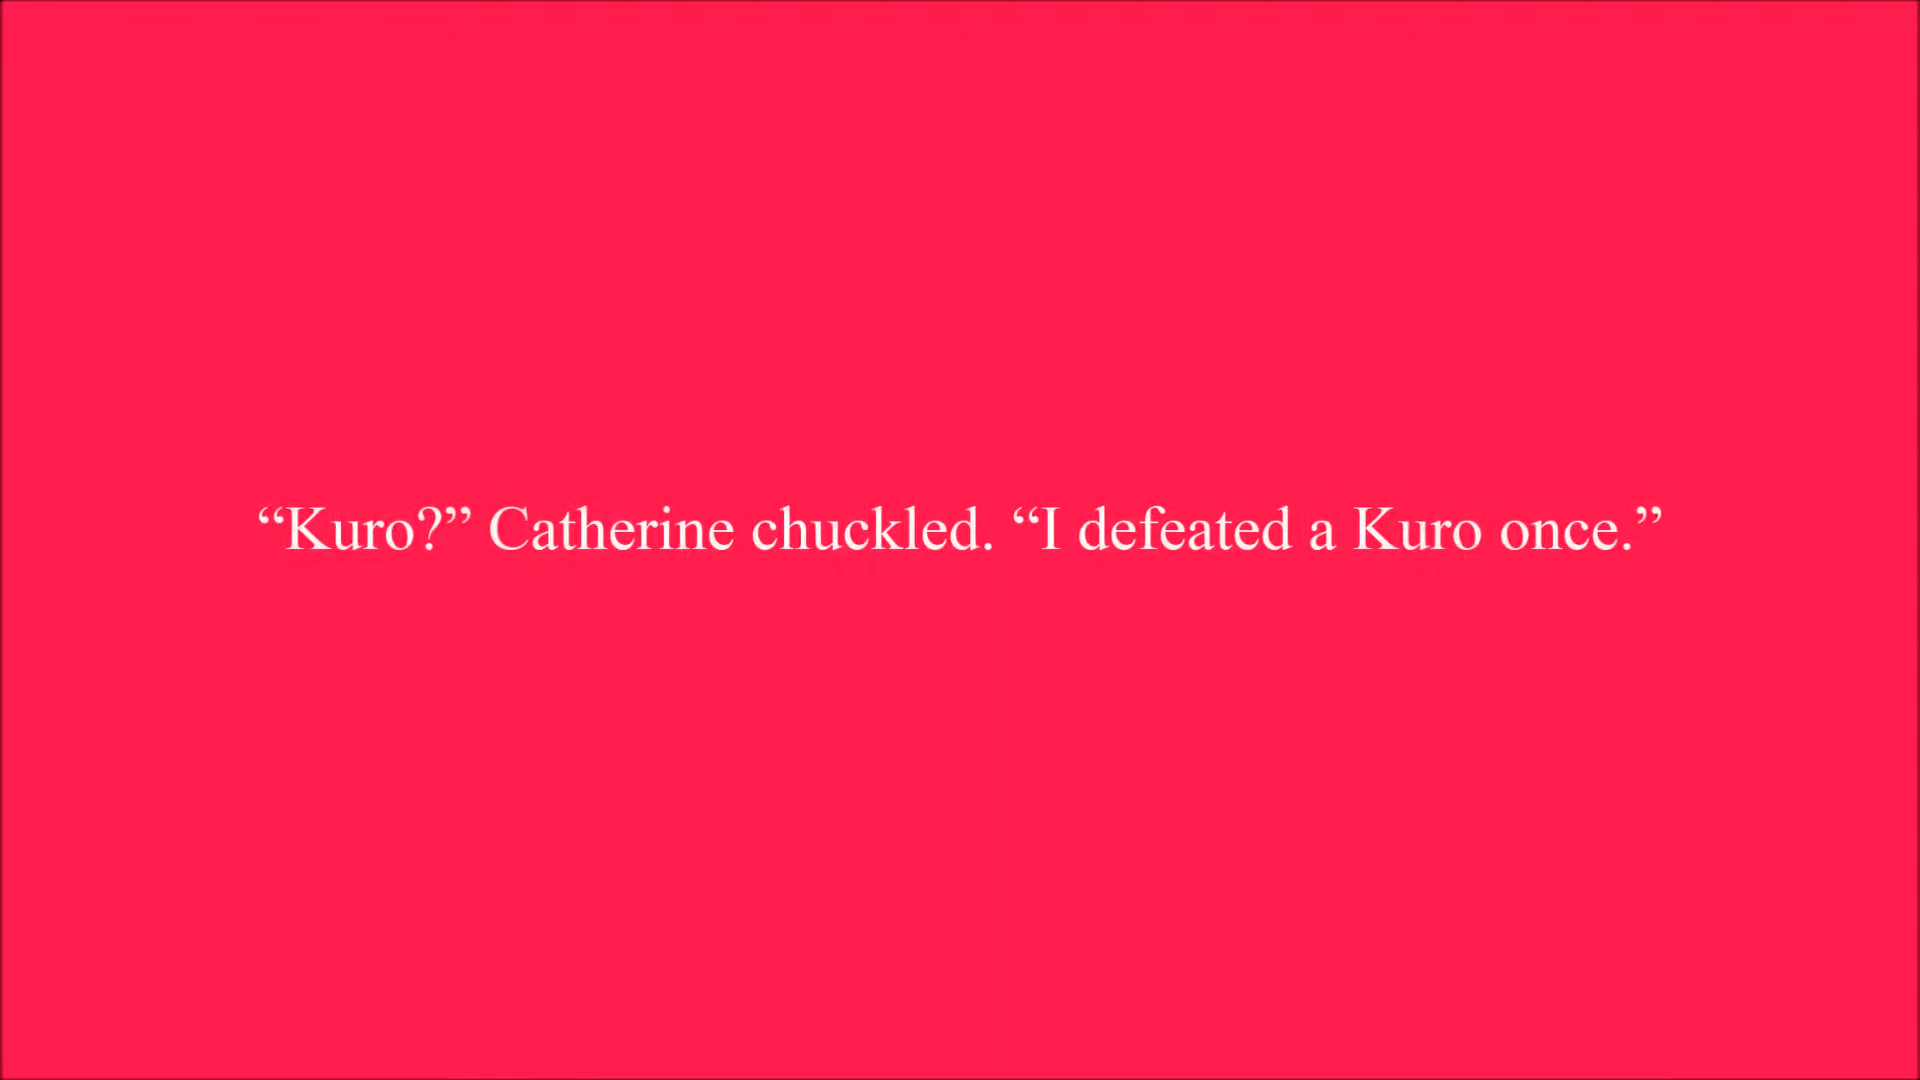 “Kuro?” Catherine chuckled. “I defeated a Kuro once.”